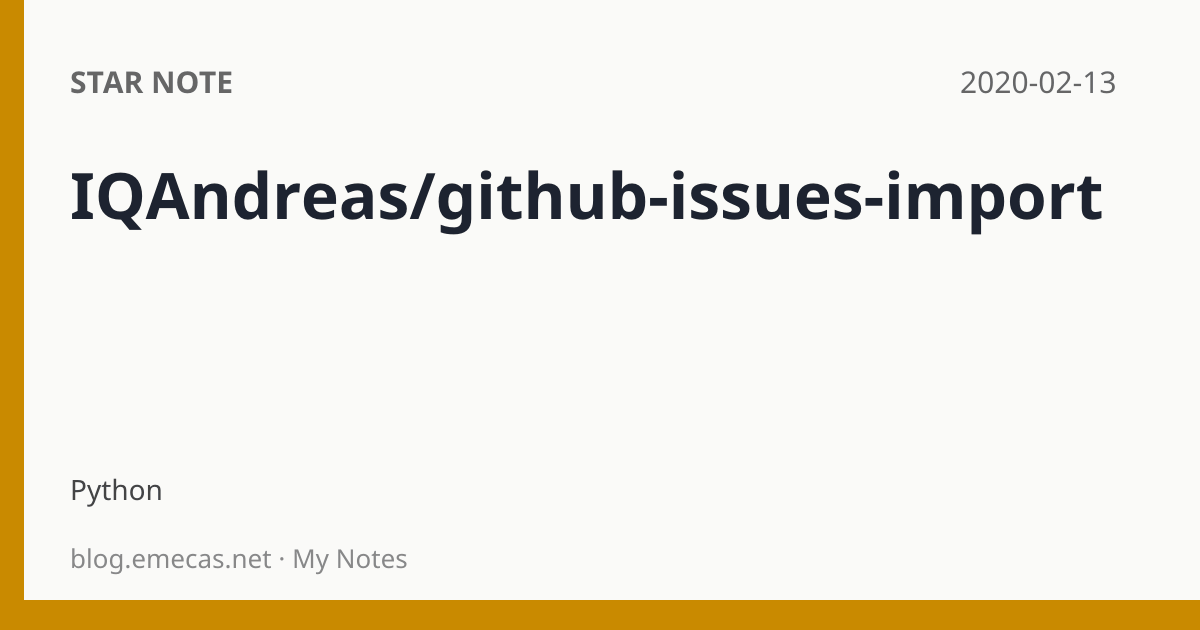 STAR NOTE
2020-02-13
IQAndreas/github-issues-import
Python
blog.emecas.net · My Notes